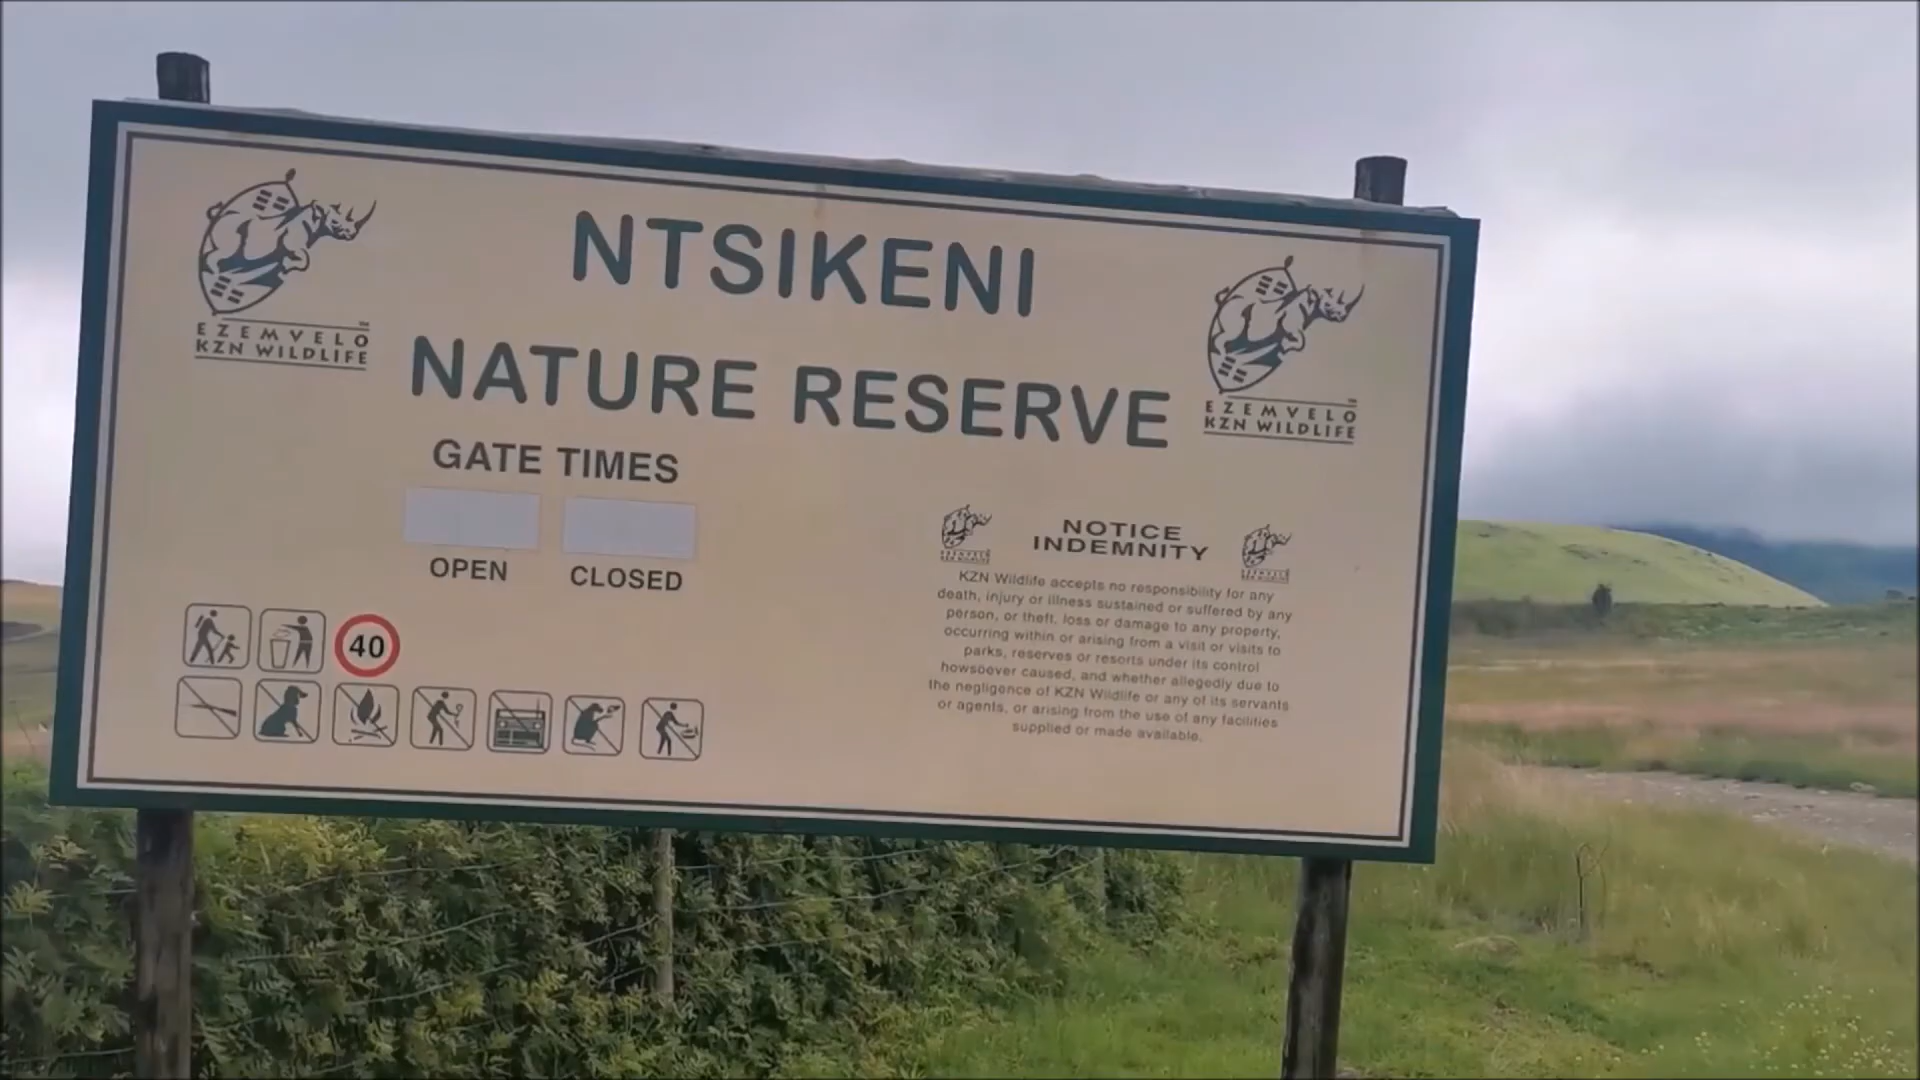 NTSIKENI
NATURE RESERVE
EZEMVELO
KZN WILDLIFE
EZEMVELO
KZN WILDLIFE
GATE TIMES
OPEN
CLOSED
40
NOTICE
INDEMNITY
KZN Wildlife accepts no responsibility for any
death, injury or illness sustained or suffered by any
person, or theft, loss or damage to any property,
occurring within or arising from a visit or visits to
parks, reserves or resorts under its control
howsoever caused, and whether allegedly due to
the negligence of KZN Wildlife or any of its servants
or agents, or arising from the use of any facilities
supplied or made available.